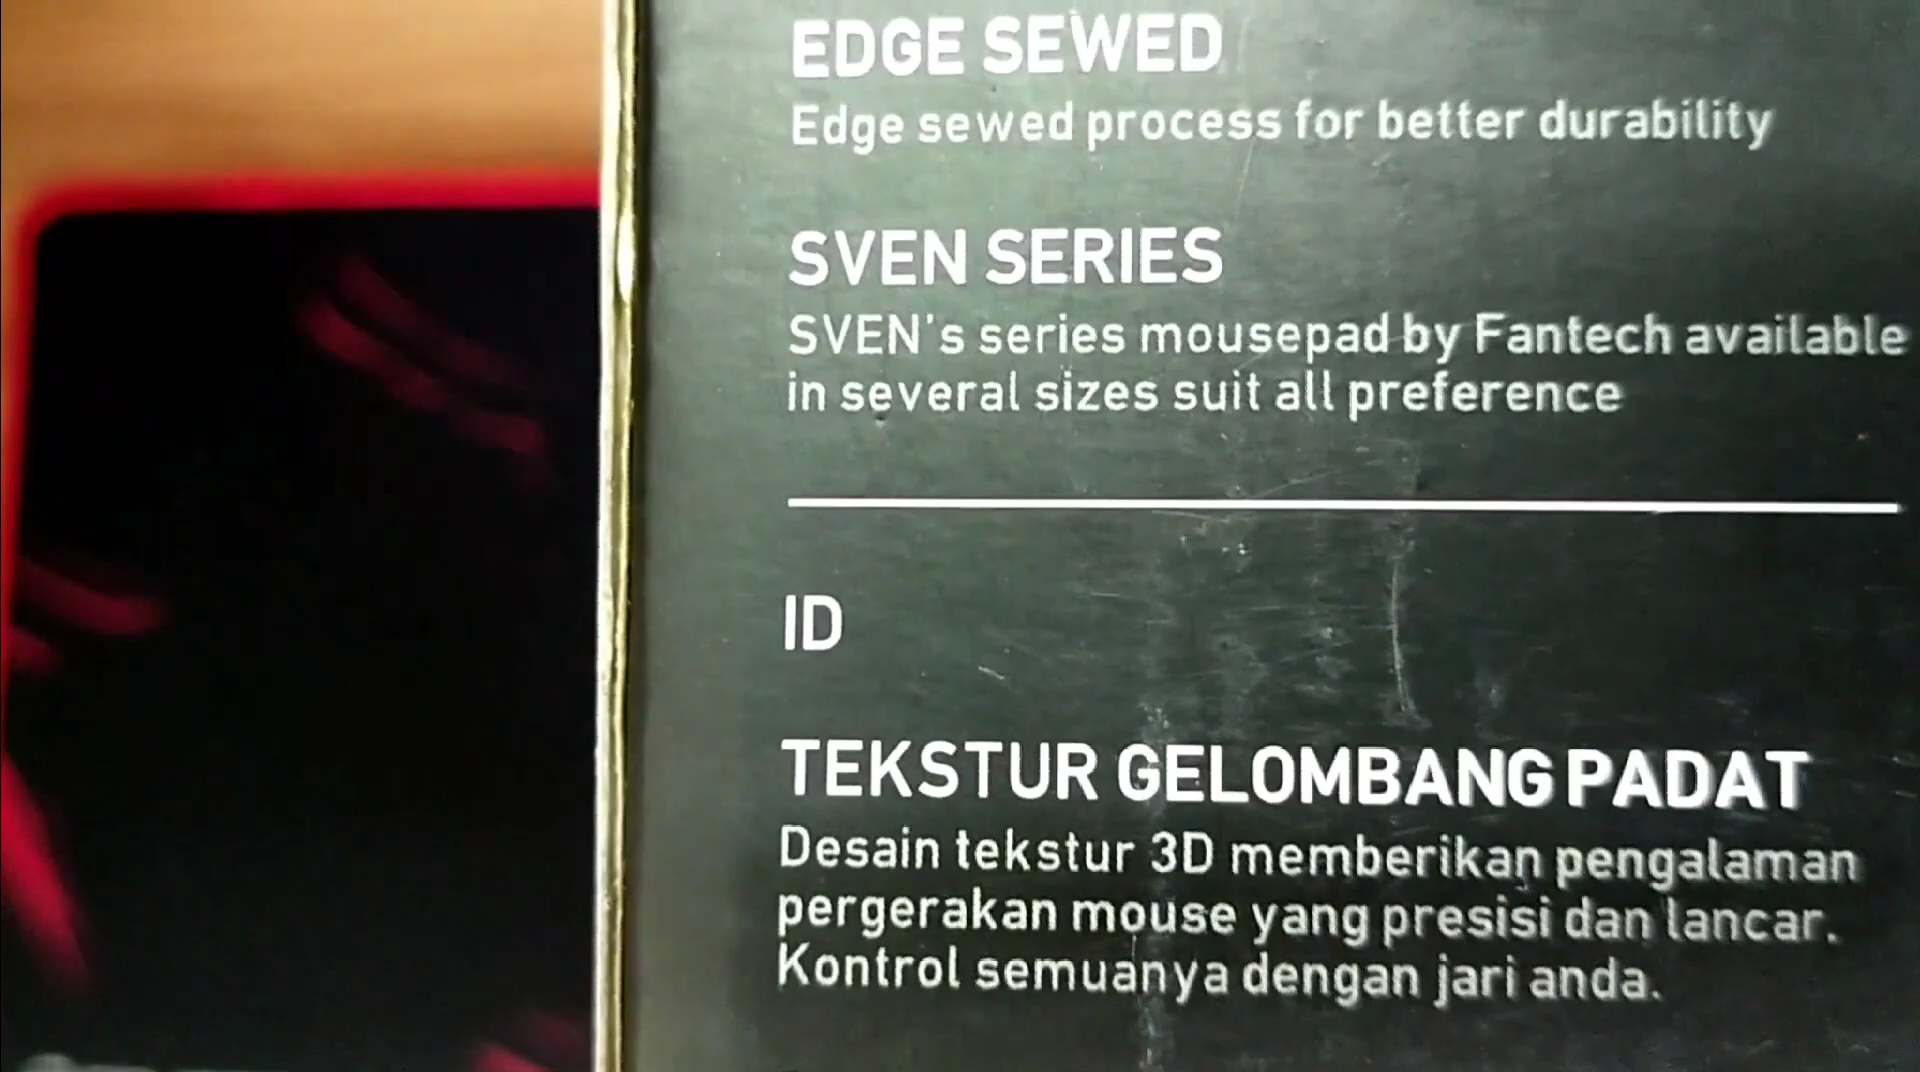 EDGE SEWED
Edge sewed process for better durability
SVEN SERIES
SVEN's series mousepad by Fantech available
in several sizes suit all preference
ID
TEKSTUR GELOMBANG PADAT
Desain tekstur 3D memberikan pengalaman
pergerakan mouse yang presisi dan lancar.
Kontrol semuanya dengan jari anda.